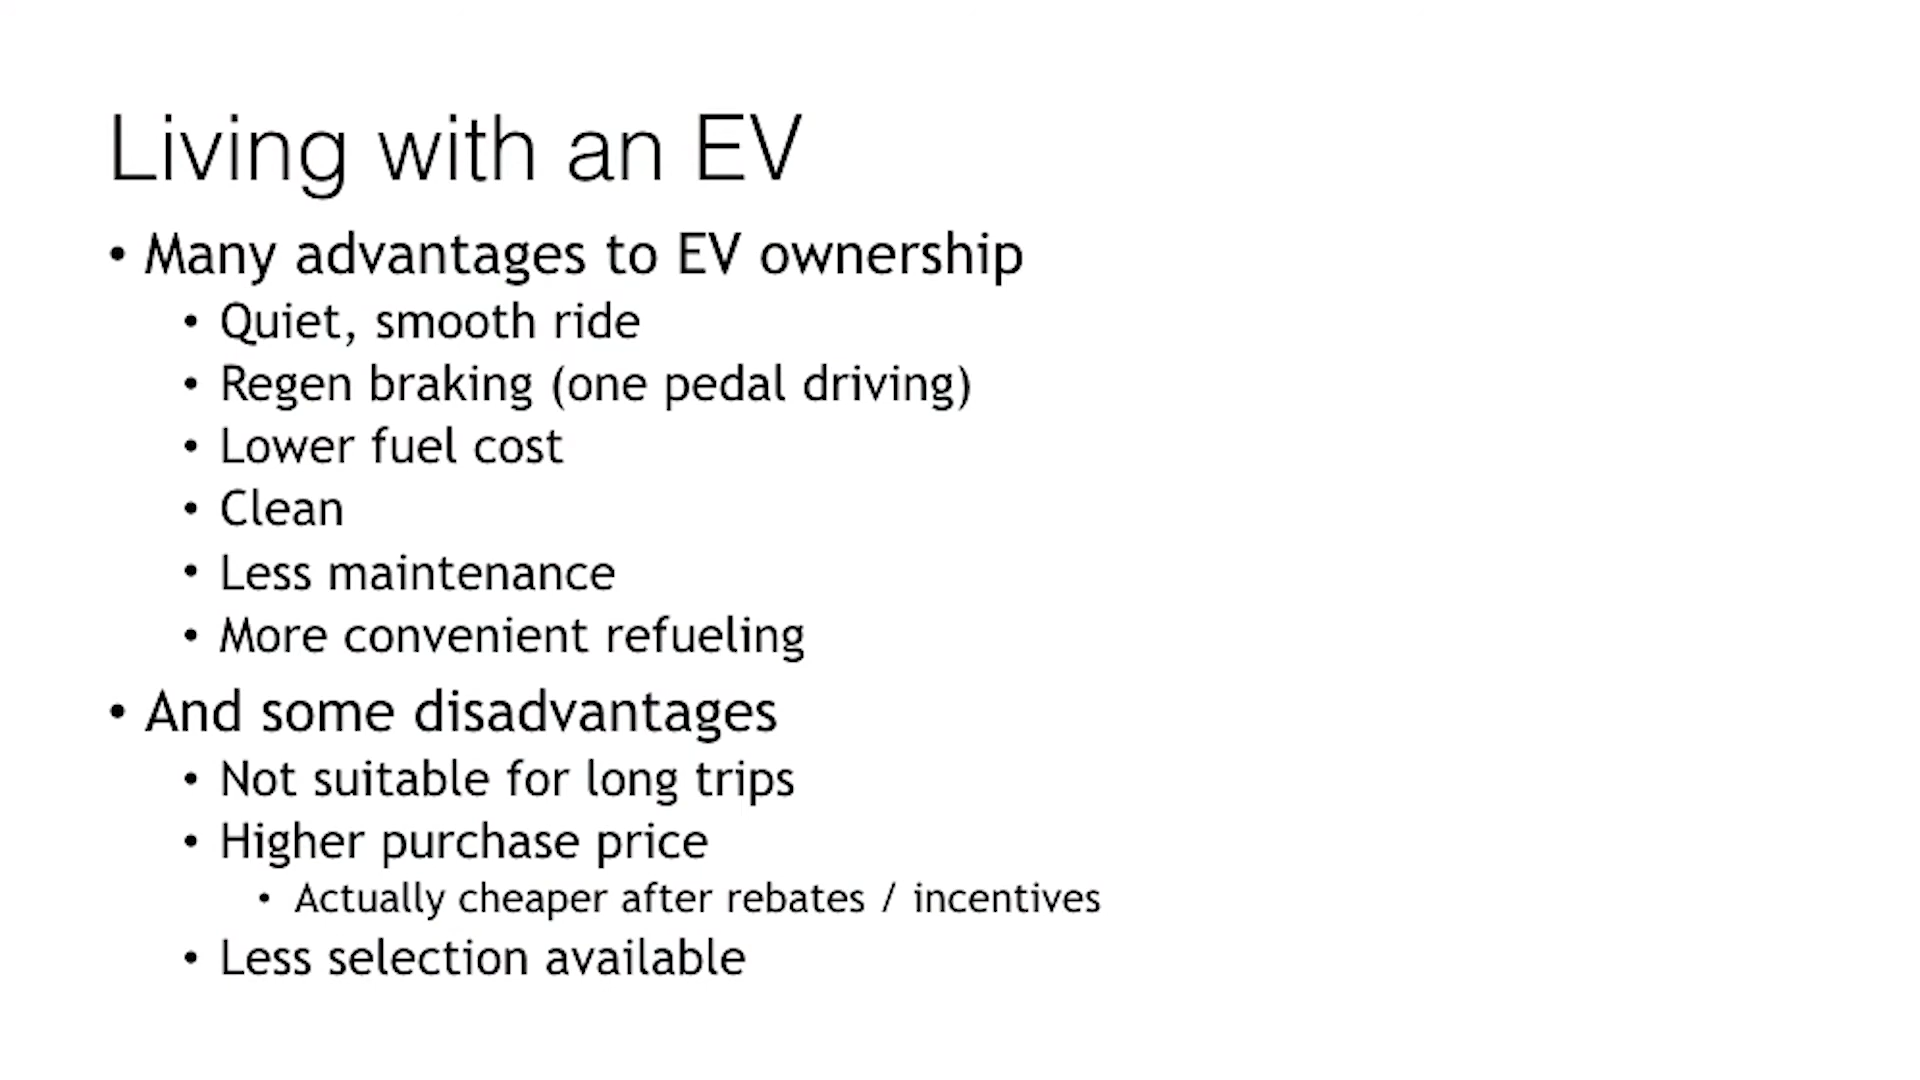 Living with an EV
• Many advantages to EV ownership
• Quiet, smooth ride
• Regen braking (one pedal driving)
• Lower fuel cost
• Clean
• Less maintenance
• More convenient refueling
• And some disadvantages
• Not suitable for long trips
• Higher purchase price
• Actually cheaper after rebates / incentives
• Less selection available